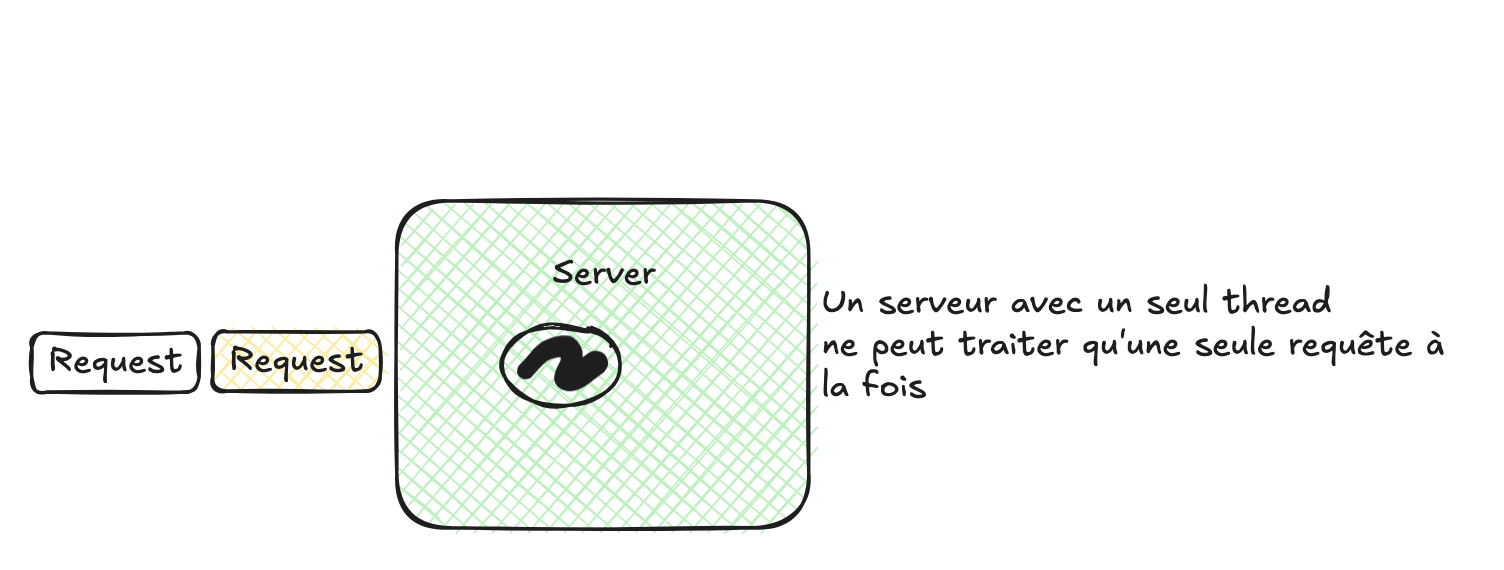 Server
Request
Request
Un serveur avec un seul thread
ne peut traiter qu'une seule requête à
la fois